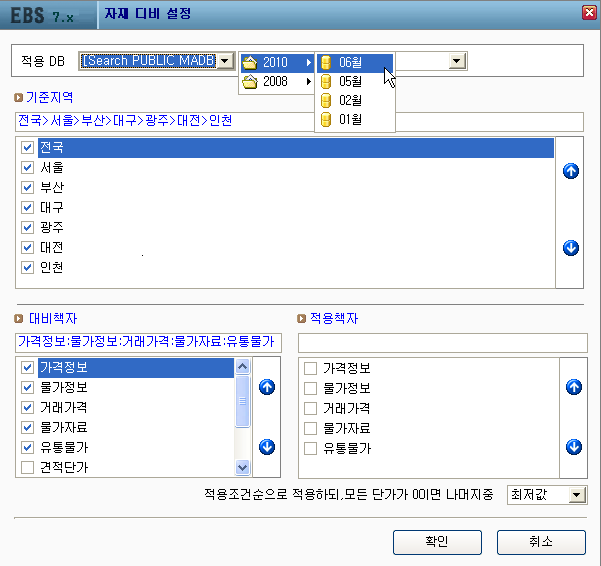 EBS 7.x 자재 디비 설정
적용 DB [Search PUBLIC MADB] 2010 06월
2008 05월
02월
01월
기준지역
전국>서울>부산>대구>광주>대전>인천
전국
서울
부산
대구
광주
대전
인천
대비책자 적용책자
가격정보:물가정보:거래가격:물가자료:유통물가
가격정보 가격정보
물가정보 물가정보
거래가격 거래가격
물가자료 물가자료
유통물가 유통물가
견적단가
적용조건순으로 적용하되,모든 단가가 00이면 나머지중 최저값
확인 취소